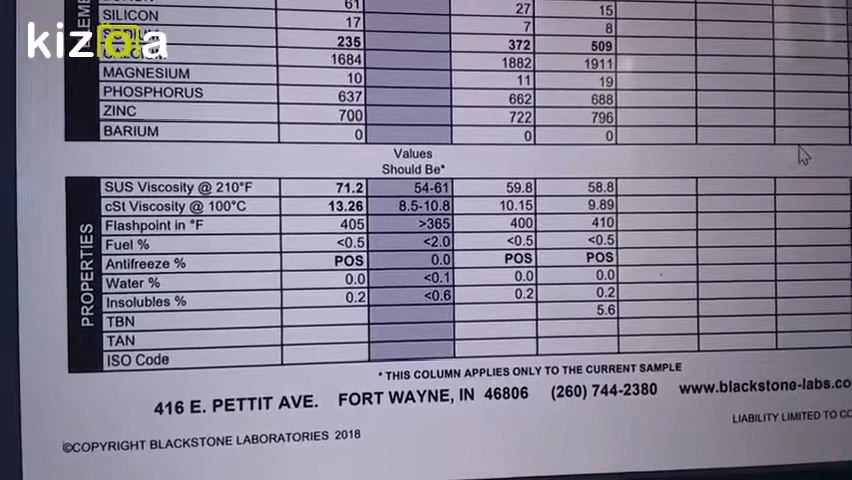 kizoa
61 27 15
SILICON 17 7 8
235 372 509
1684 1882 1911
MAGNESIUM 10 11 19
PHOSPHORUS 637 662 688
ZINC 700 722 796
BARIUM 0 0 0
Values
Should Be*
PROPERTIES
SUS Viscosity @ 210°F 71.2 54-61 59.8 58.8
cSt Viscosity @ 100°C 13.26 8.5-10.8 10.15 9.89
Flashpoint in °F 405 >365 400 410
Fuel % <0.5 <2.0 <0.5 <0.5
Antifreeze % POS 0.0 POS POS
Water % 0.0 <0.1 0.0 0.0
Insolubles % 0.2 <0.6 0.2 0.2
TBN 5.6
TAN
ISO Code
* THIS COLUMN APPLIES ONLY TO THE CURRENT SAMPLE
416 E. PETTIT AVE. FORT WAYNE, IN 46806 (260) 744-2380 www.blackstone-labs.co
©COPYRIGHT BLACKSTONE LABORATORIES 2018
LIABILITY LIMITED TO